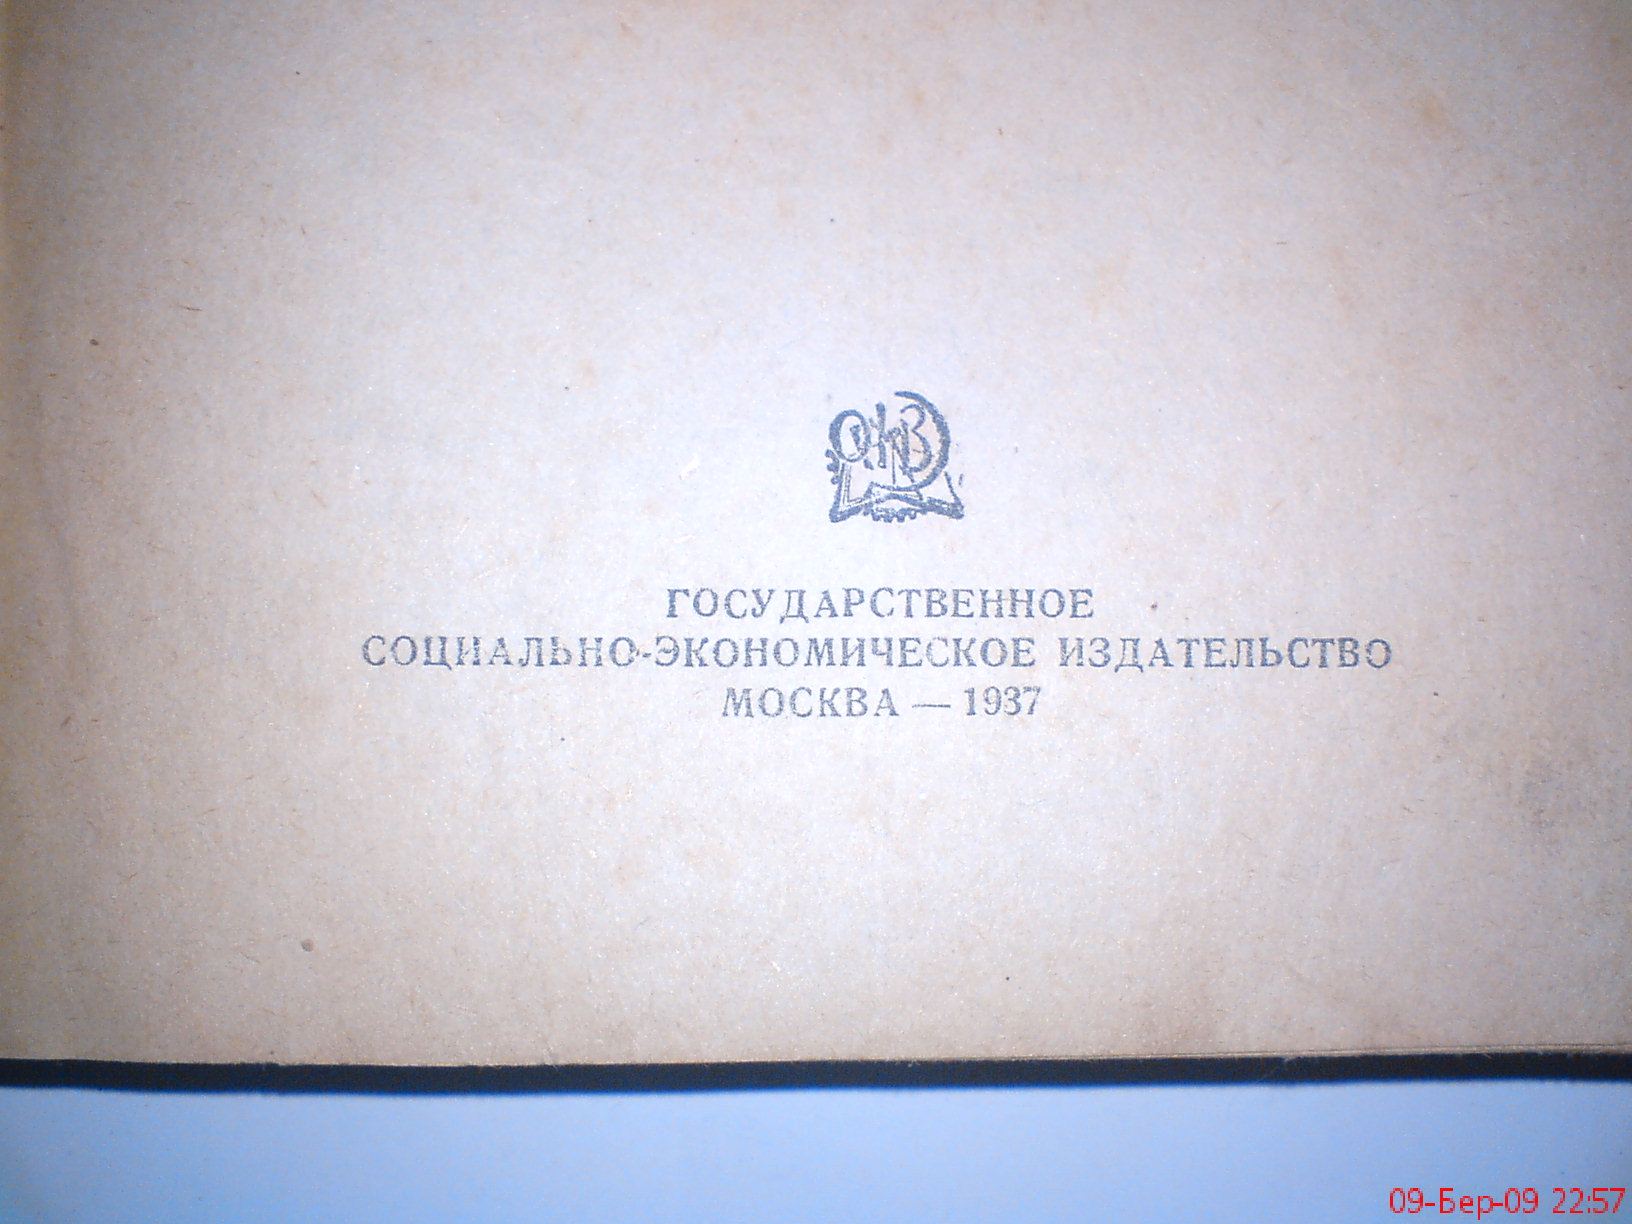 ГОСУДАРСТВЕННОЕ
СОЦИАЛЬНО-ЭКОНОМИЧЕСКОЕ ИЗДАТЕЛЬСТВО
МОСКВА — 1937
09-Бер-09 22:57